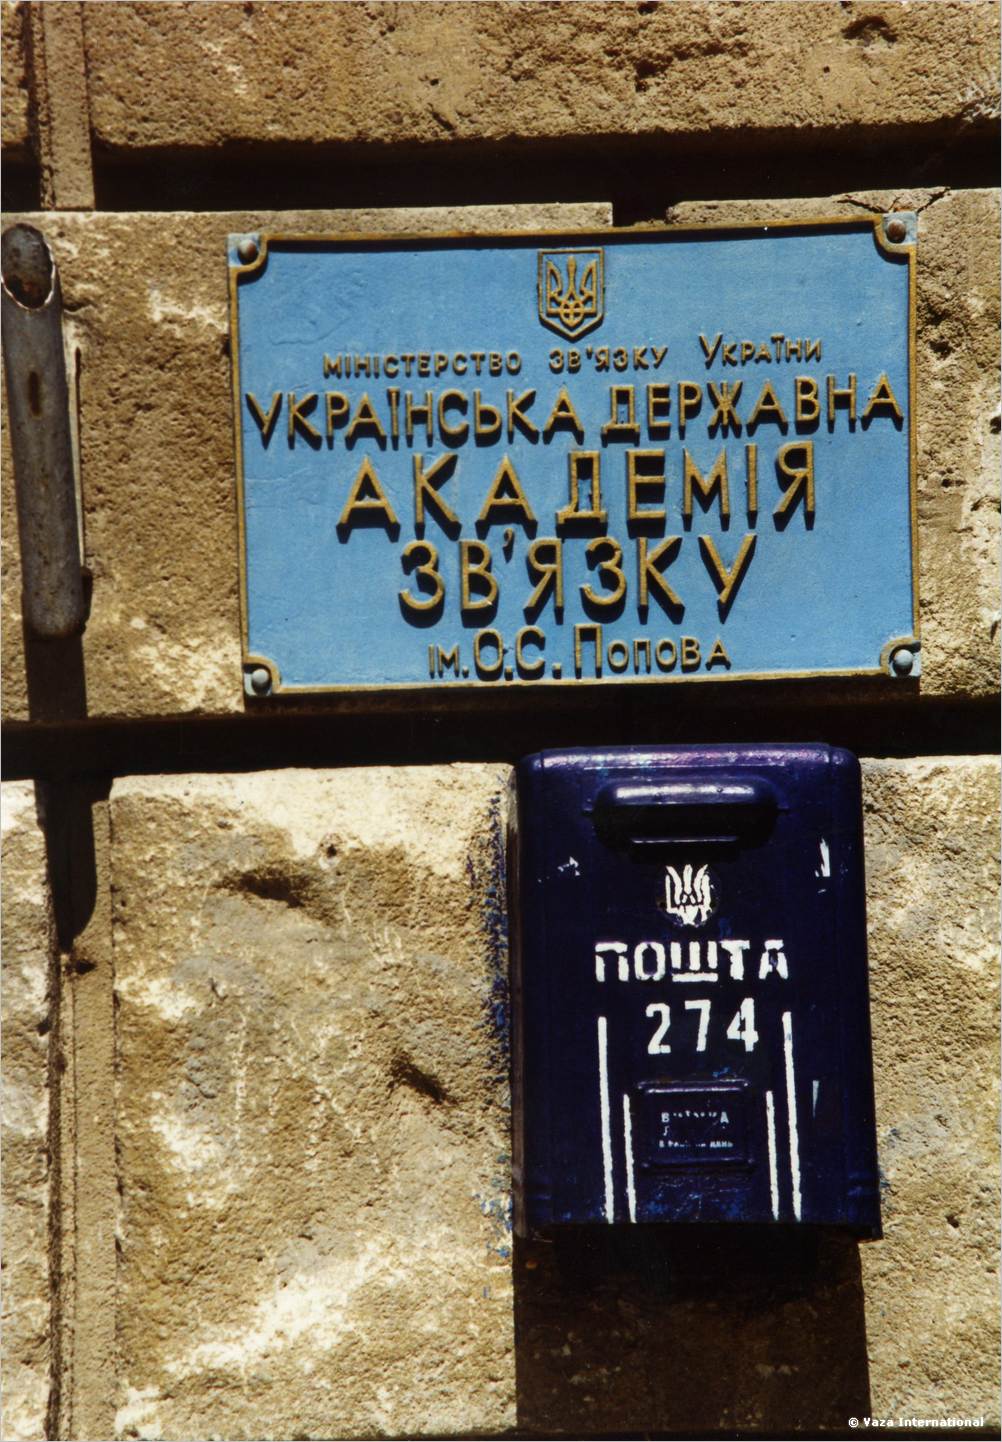 МІНІСТЕРСТВО ЗВ'ЯЗКУ УКРАЇНИ
УКРАЇНСЬКА ДЕРЖАВНА
АКАДЕМІЯ
ЗВ'ЯЗКУ
ІМ. О.С. ПОПОВА
ПОШТА
274
© Vaza International